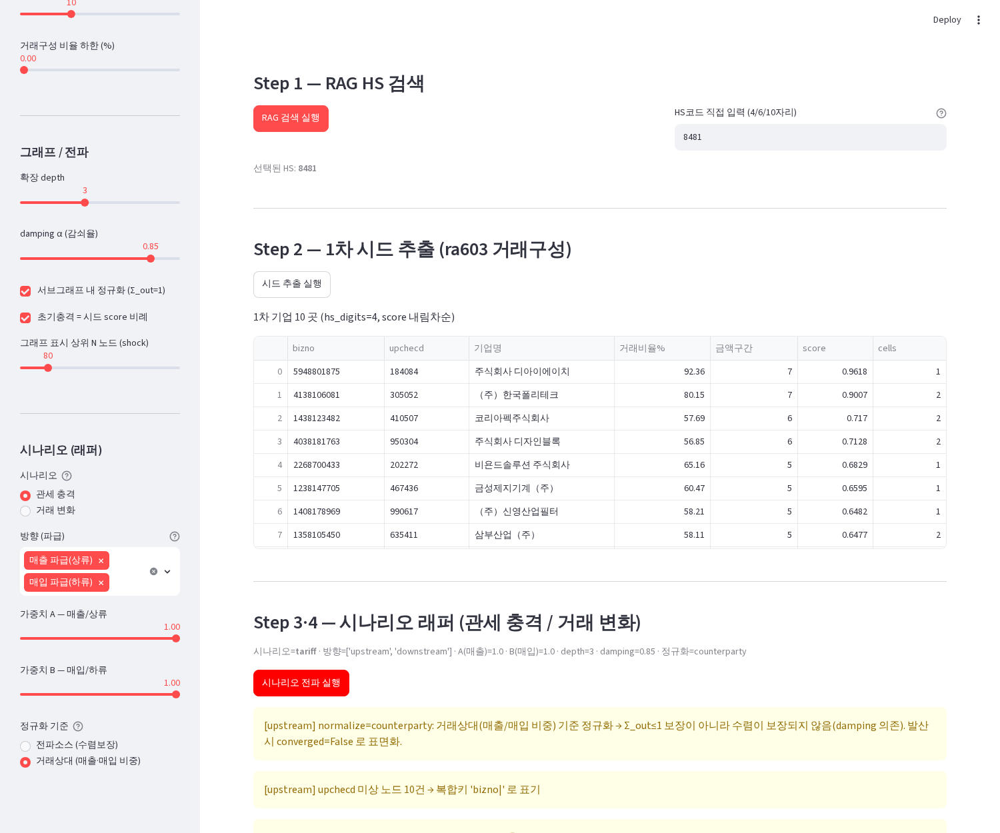 10
거래구성 비율 하한 (%)
0.00
그래프 / 전파
확장 depth
3
damping α (감쇠율)
0.85
서브그래프 내 정규화 (Σ_out=1)
초기충격 = 시드 score 비례
그래프 표시 상위 N 노드 (shock)
80
시나리오 (래퍼)
시나리오
관세 충격
거래 변화
방향 (파급)
매출 파급(상류) ×
매입 파급(하류) ×
가중치 A — 매출/상류
1.00
가중치 B — 매입/하류
1.00
정규화 기준
전파소스 (수렴보장)
거래상대 (매출·매입 비중)
Deploy
Step 1 — RAG HS 검색
RAG 검색 실행
HS코드 직접 입력 (4/6/10자리)
8481
선택된 HS: 8481
Step 2 — 1차 시드 추출 (ra603 거래구성)
시드 추출 실행
1차 기업 10 곳 (hs_digits=4, score 내림차순)
bizno upchecd 기업명 거래비율% 금액구간 score cells
0 5948801875 184084 주식회사 디아이에이치 92.36 7 0.9618 1
1 4138106081 305052 （주）한국폴리테크 80.15 7 0.9007 2
2 1438123482 410507 코리아펙주식회사 57.69 6 0.717 2
3 4038181763 950304 주식회사 디자인블록 56.85 6 0.7128 2
4 2268700433 202272 비욘드솔루션 주식회사 65.16 5 0.6829 1
5 1238147705 467436 금성제지기계（주） 60.47 5 0.6595 1
6 1408178969 990617 （주）신영산업필터 58.21 5 0.6482 1
7 1358105450 635411 삼부산업（주） 58.11 5 0.6477 2
Step 3·4 — 시나리오 래퍼 (관세 충격 / 거래 변화)
시나리오=tariff · 방향=['upstream', 'downstream'] · A(매출)=1.0 · B(매입)=1.0 · depth=3 · damping=0.85 · 정규화=counterparty
시나리오 전파 실행
[upstream] normalize=counterparty: 거래상대(매출/매입 비중) 기준 정규화 → Σ_out≤1 보장이 아니라 수렴이 보장되지 않음(damping 의존). 발산
시 converged=False 로 표면화.
[upstream] upchecd 미상 노드 10건 → 복합키 'bizno|' 로 표기